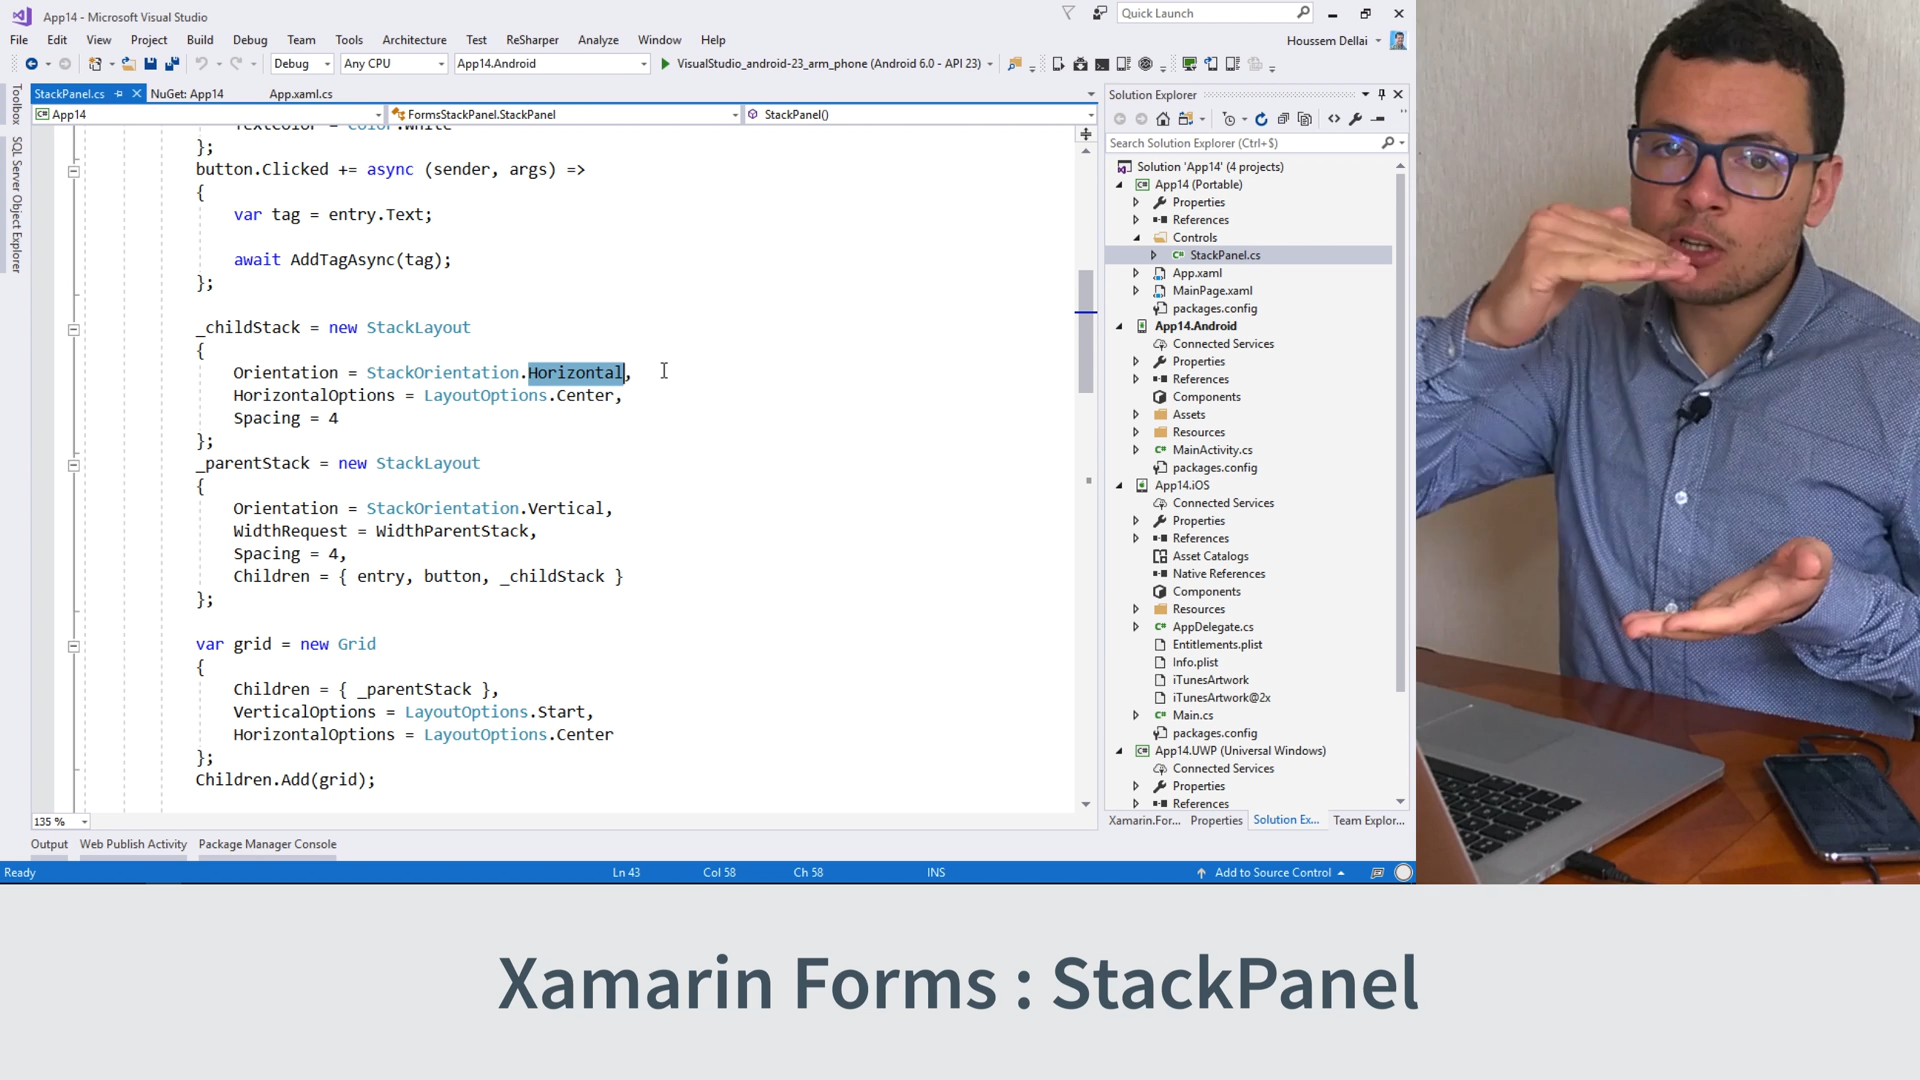 App14 - Microsoft Visual Studio
Quick Launch
File Edit View Project Build Debug Team Tools Architecture Test ReSharper Analyze Window Help
Houssem Dellai
Debug Any CPU App14.Android VisualStudio_android-23_arm_phone (Android 6.0 - API 23)
Toolbox
SQL Server Object Explorer
StackPanel.cs NuGet: App14 App.xaml.cs
App14 FormsStackPanel.StackPanel StackPanel()
};
button.Clicked += async (sender, args) =>
{
var tag = entry.Text;
await AddTagAsync(tag);
};
_childStack = new StackLayout
{
Orientation = StackOrientation.Horizontal,
HorizontalOptions = LayoutOptions.Center,
Spacing = 4
};
_parentStack = new StackLayout
{
Orientation = StackOrientation.Vertical,
WidthRequest = WidthParentStack,
Spacing = 4,
Children = { entry, button, _childStack }
};
var grid = new Grid
{
Children = { _parentStack },
VerticalOptions = LayoutOptions.Start,
HorizontalOptions = LayoutOptions.Center
};
Children.Add(grid);
135 %
Solution Explorer
Search Solution Explorer (Ctrl+$)
Solution 'App14' (4 projects)
App14 (Portable)
Properties
References
Controls
StackPanel.cs
App.xaml
MainPage.xaml
packages.config
App14.Android
Connected Services
Properties
References
Components
Assets
Resources
MainActivity.cs
packages.config
App14.iOS
Connected Services
Properties
References
Asset Catalogs
Native References
Components
Resources
AppDelegate.cs
Entitlements.plist
Info.plist
iTunesArtwork
iTunesArtwork@2x
Main.cs
packages.config
App14.UWP (Universal Windows)
Connected Services
Properties
References
Xamarin.For... Properties Solution Ex... Team Explor...
Output Web Publish Activity Package Manager Console
Ready Ln 43 Col 58 Ch 58 INS Add to Source Control
Xamarin Forms : StackPanel